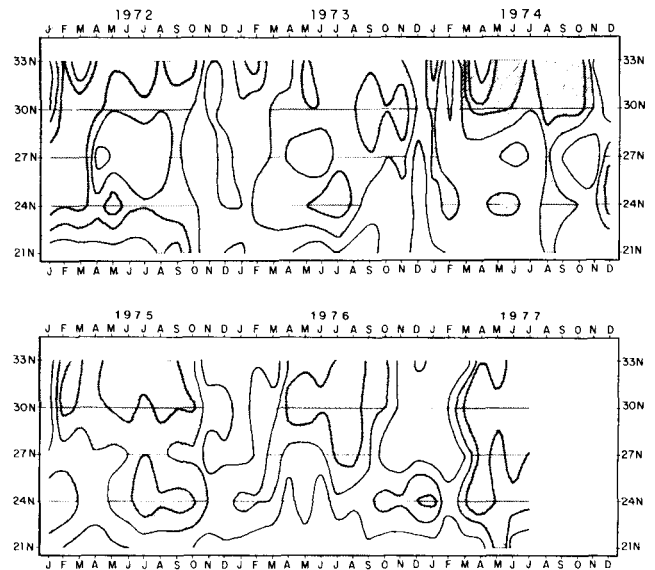 1972 1973 1974
J F M A M J J A S O N D J F M A M J J A S O N D J F M A M J J A S O N D
33N 33N
30N 30N
27N 27N
24N 24N
21N 21N
J F M A M J J A S O N D J F M A M J J A S O N D J F M A M J J A S O N D
1975 1976 1977
J F M A M J J A S O N D J F M A M J J A S O N D J F M A M J J A S O N D
33N 33N
30N 30N
27N 27N
24N 24N
21N 21N
J F M A M J J A S O N D J F M A M J J A S O N D J F M A M J J A S O N D